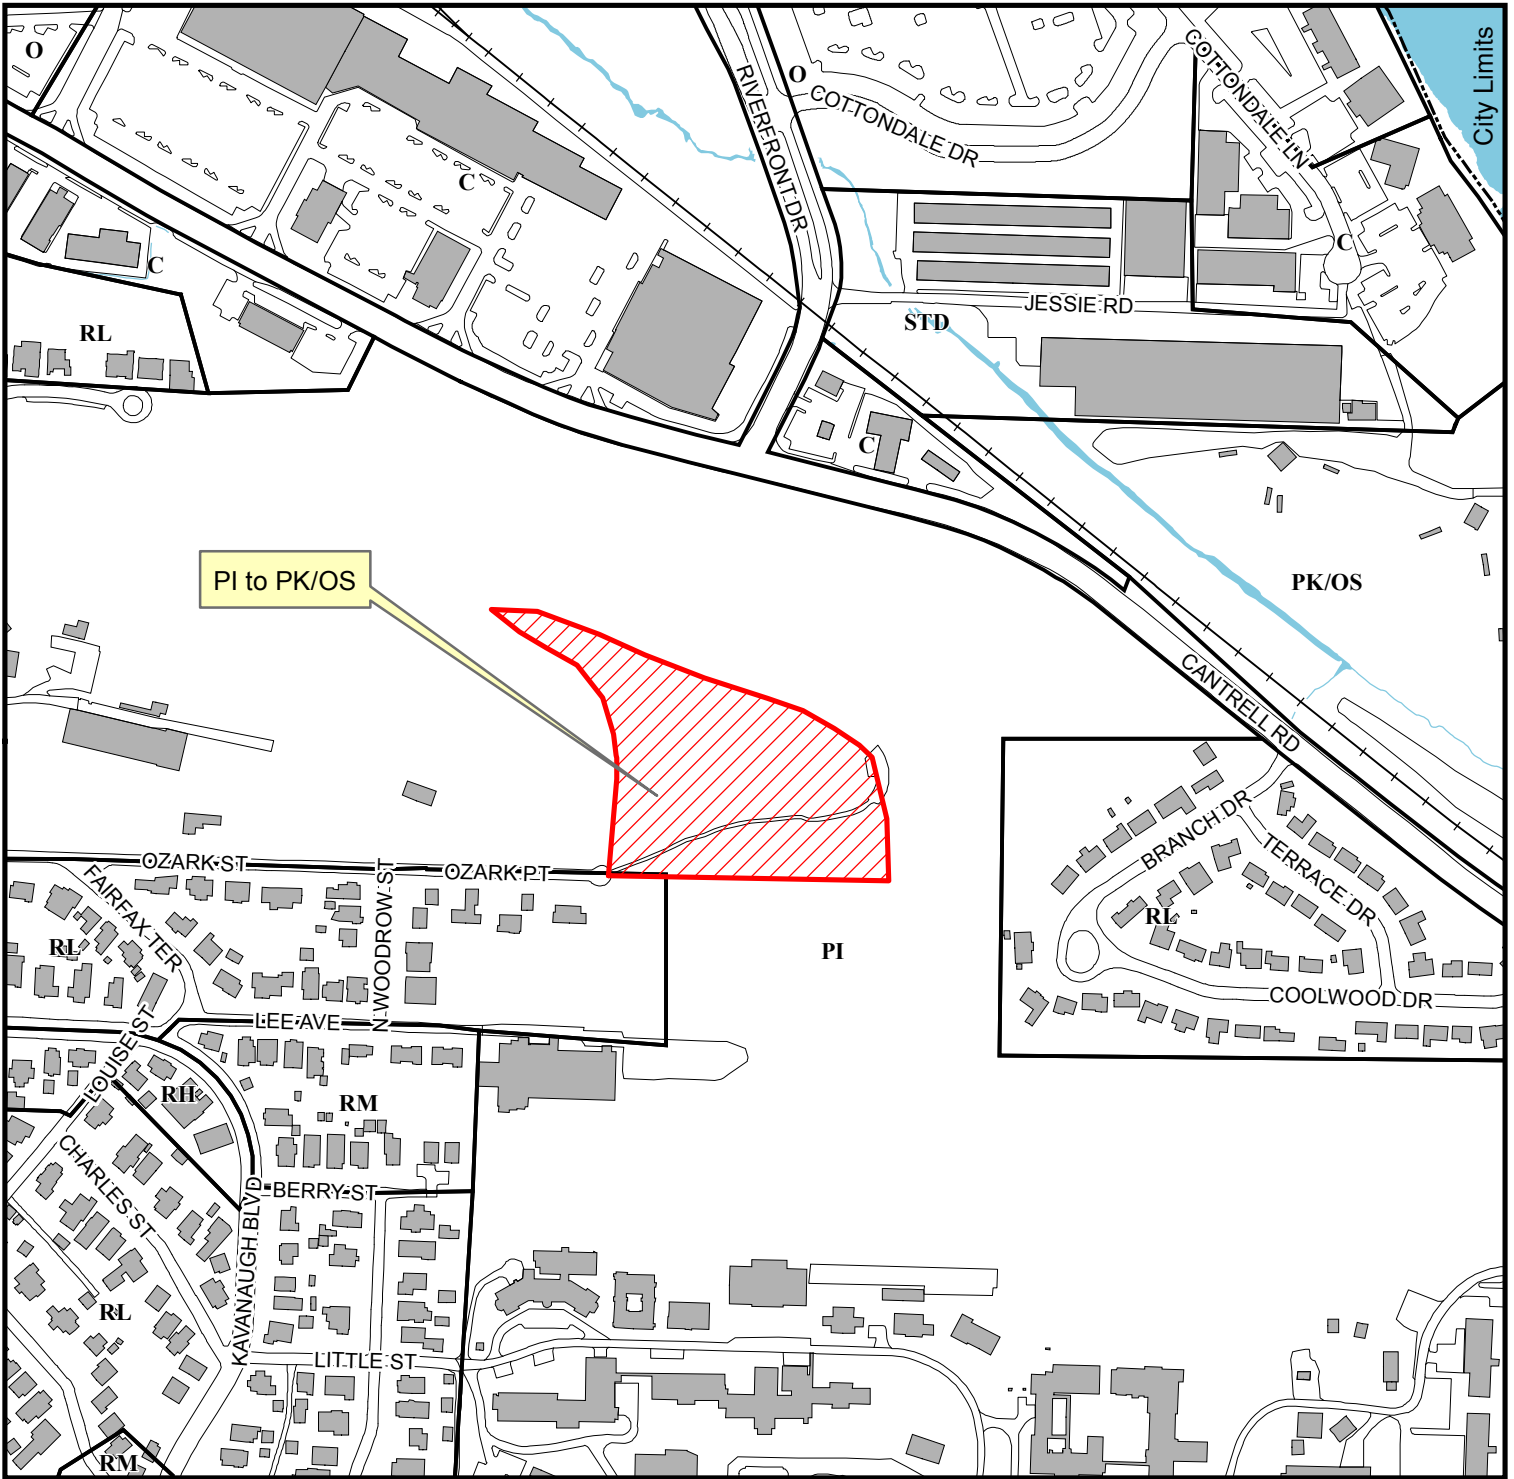 O
RIVERFRONT DR
O
COTTONDALE DR
COTTONDALE LN
City Limits
C
C
C
RL
STD
JESSIE RD
C
PI to PK/OS
PK/OS
CANTRELL RD
BRANCH DR
TERRACE DR
OZARK ST
OZARK PT
FAIRFAX TER
N WOODROW ST
RL
RL
PI
COOLWOOD DR
LEE AVE
LOUISE ST
RH
RM
CHARLES ST
BERRY ST
KAVANAUGH BLVD
RL
LITTLE ST
RM